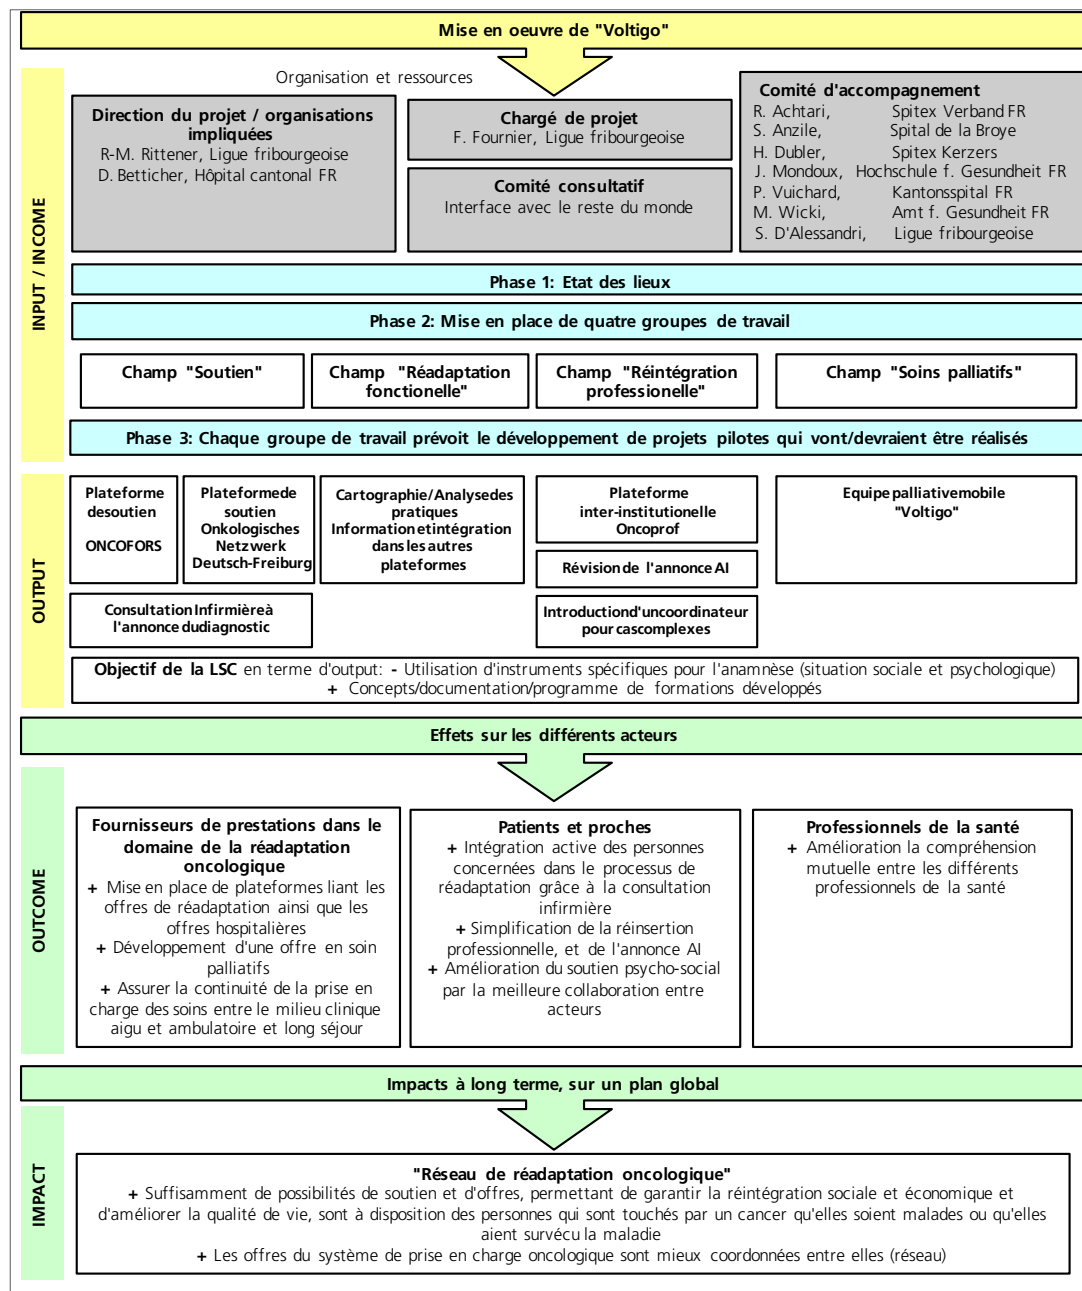 Mise en oeuvre de "Voltigo"
INPUT / INCOME
Organisation et ressources
Direction du projet / organisations
impliquées
R-M. Rittener, Ligue fribourgeoise
D. Betticher, Hôpital cantonal FR
Chargé de projet
F. Fournier, Ligue fribourgeoise
Comité consultatif
Interface avec le reste du monde
Comité d'accompagnement
R. Achtari, Spitex Verband FR
S. Anzile, Spital de la Broye
H. Dubler, Spitex Kerzers
J. Mondoux, Hochschule f. Gesundheit FR
P. Vuichard, Kantonsspital FR
M. Wicki, Amt f. Gesundheit FR
S. D'Alessandri, Ligue fribourgeoise
Phase 1: Etat des lieux
Phase 2: Mise en place de quatre groupes de travail
Champ "Soutien"
Champ "Réadaptation
fonctionelle"
Champ "Réintégration
professionelle"
Champ "Soins palliatifs"
Phase 3: Chaque groupe de travail prévoit le développement de projets pilotes qui vont/devraient être réalisés
OUTPUT
Plateforme
desoutien
ONCOFORS
Plateformede
soutien
Onkologisches
Netzwerk
Deutsch-Freiburg
Consultation Infirmière à
l'annonce dudiagnostic
Cartographie/Analysedes
pratiques
Informationetintégration
dans les autres
plateformes
Plateforme
inter-institutionelle
Oncoprof
Révision de l'annonce AI
Introductiond'uncoordinateur
pour cascomplexes
Equipe palliativemobile
"Voltigo"
Objectif de la LSC en terme d'output: - Utilisation d'instruments spécifiques pour l'anamnèse (situation sociale et psychologique)
+ Concepts/documentation/programme de formations développés
Effets sur les différents acteurs
OUTCOME
Fournisseurs de prestations dans le
domaine de la réadaptation
oncologique
+ Mise en place de plateformes liant les
offres de réadaptation ainsi que les
offres hospitalières
+ Développement d'une offre en soin
palliatifs
+ Assurer la continuité de la prise en
charge des soins entre le milieu clinique
aigu et ambulatoire et long séjour
Patients et proches
+ Intégration active des personnes
concernées dans le processus de
réadaptation grâce à la consultation
infirmière
+ Simplification de la réinsertion
professionnelle, et de l'annonce AI
+ Amélioration du soutien psycho-social
par la meilleure collaboration entre
acteurs
Professionnels de la santé
+ Amélioration la compréhension
mutuelle entre les différents
professionnels de la santé
Impacts à long terme, sur un plan global
IMPACT
"Réseau de réadaptation oncologique"
+ Suffisamment de possibilités de soutien et d'offres, permettant de garantir la réintégration sociale et économique et
d'améliorer la qualité de vie, sont à disposition des personnes qui sont touchés par un cancer qu'elles soient malades ou qu'elles
aient survécu la maladie
+ Les offres du système de prise en charge oncologique sont mieux coordonnées entre elles (réseau)